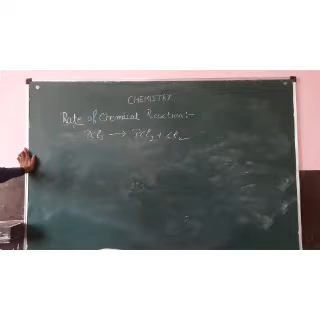 CHEMISTRY
Rate of Chemical Reaction:-
PCl₅ → PCl₃ + Cl₂